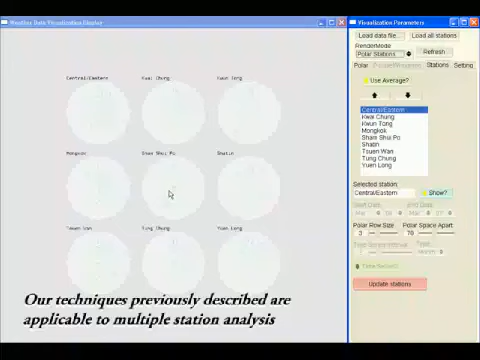 Weather Data Visualization Display
Visualization Parameters
Load data file..
Load all stations
RenderMode
Polar Stations
Refresh
Polar
Stations
Setting
Use Average?
Central/Eastern
Kwai Chung
Kwun Tong
Central/Eastern
Kwai Chung
Kwun Tong
Mongkok
Sham Shui Po
Shatin
Tsuen Wan
Tung Chung
Yuen Long
Mongkok
Sham Shui Po
Shatin
Selected station:
Central/Eastern
Show?
Start Date
End Date
Polar Row Size
Polar Space Apart
3
70
Tsuen Wan
Tung Chung
Yuen Long
Update stations
Our techniques previously described are
applicable to multiple station analysis